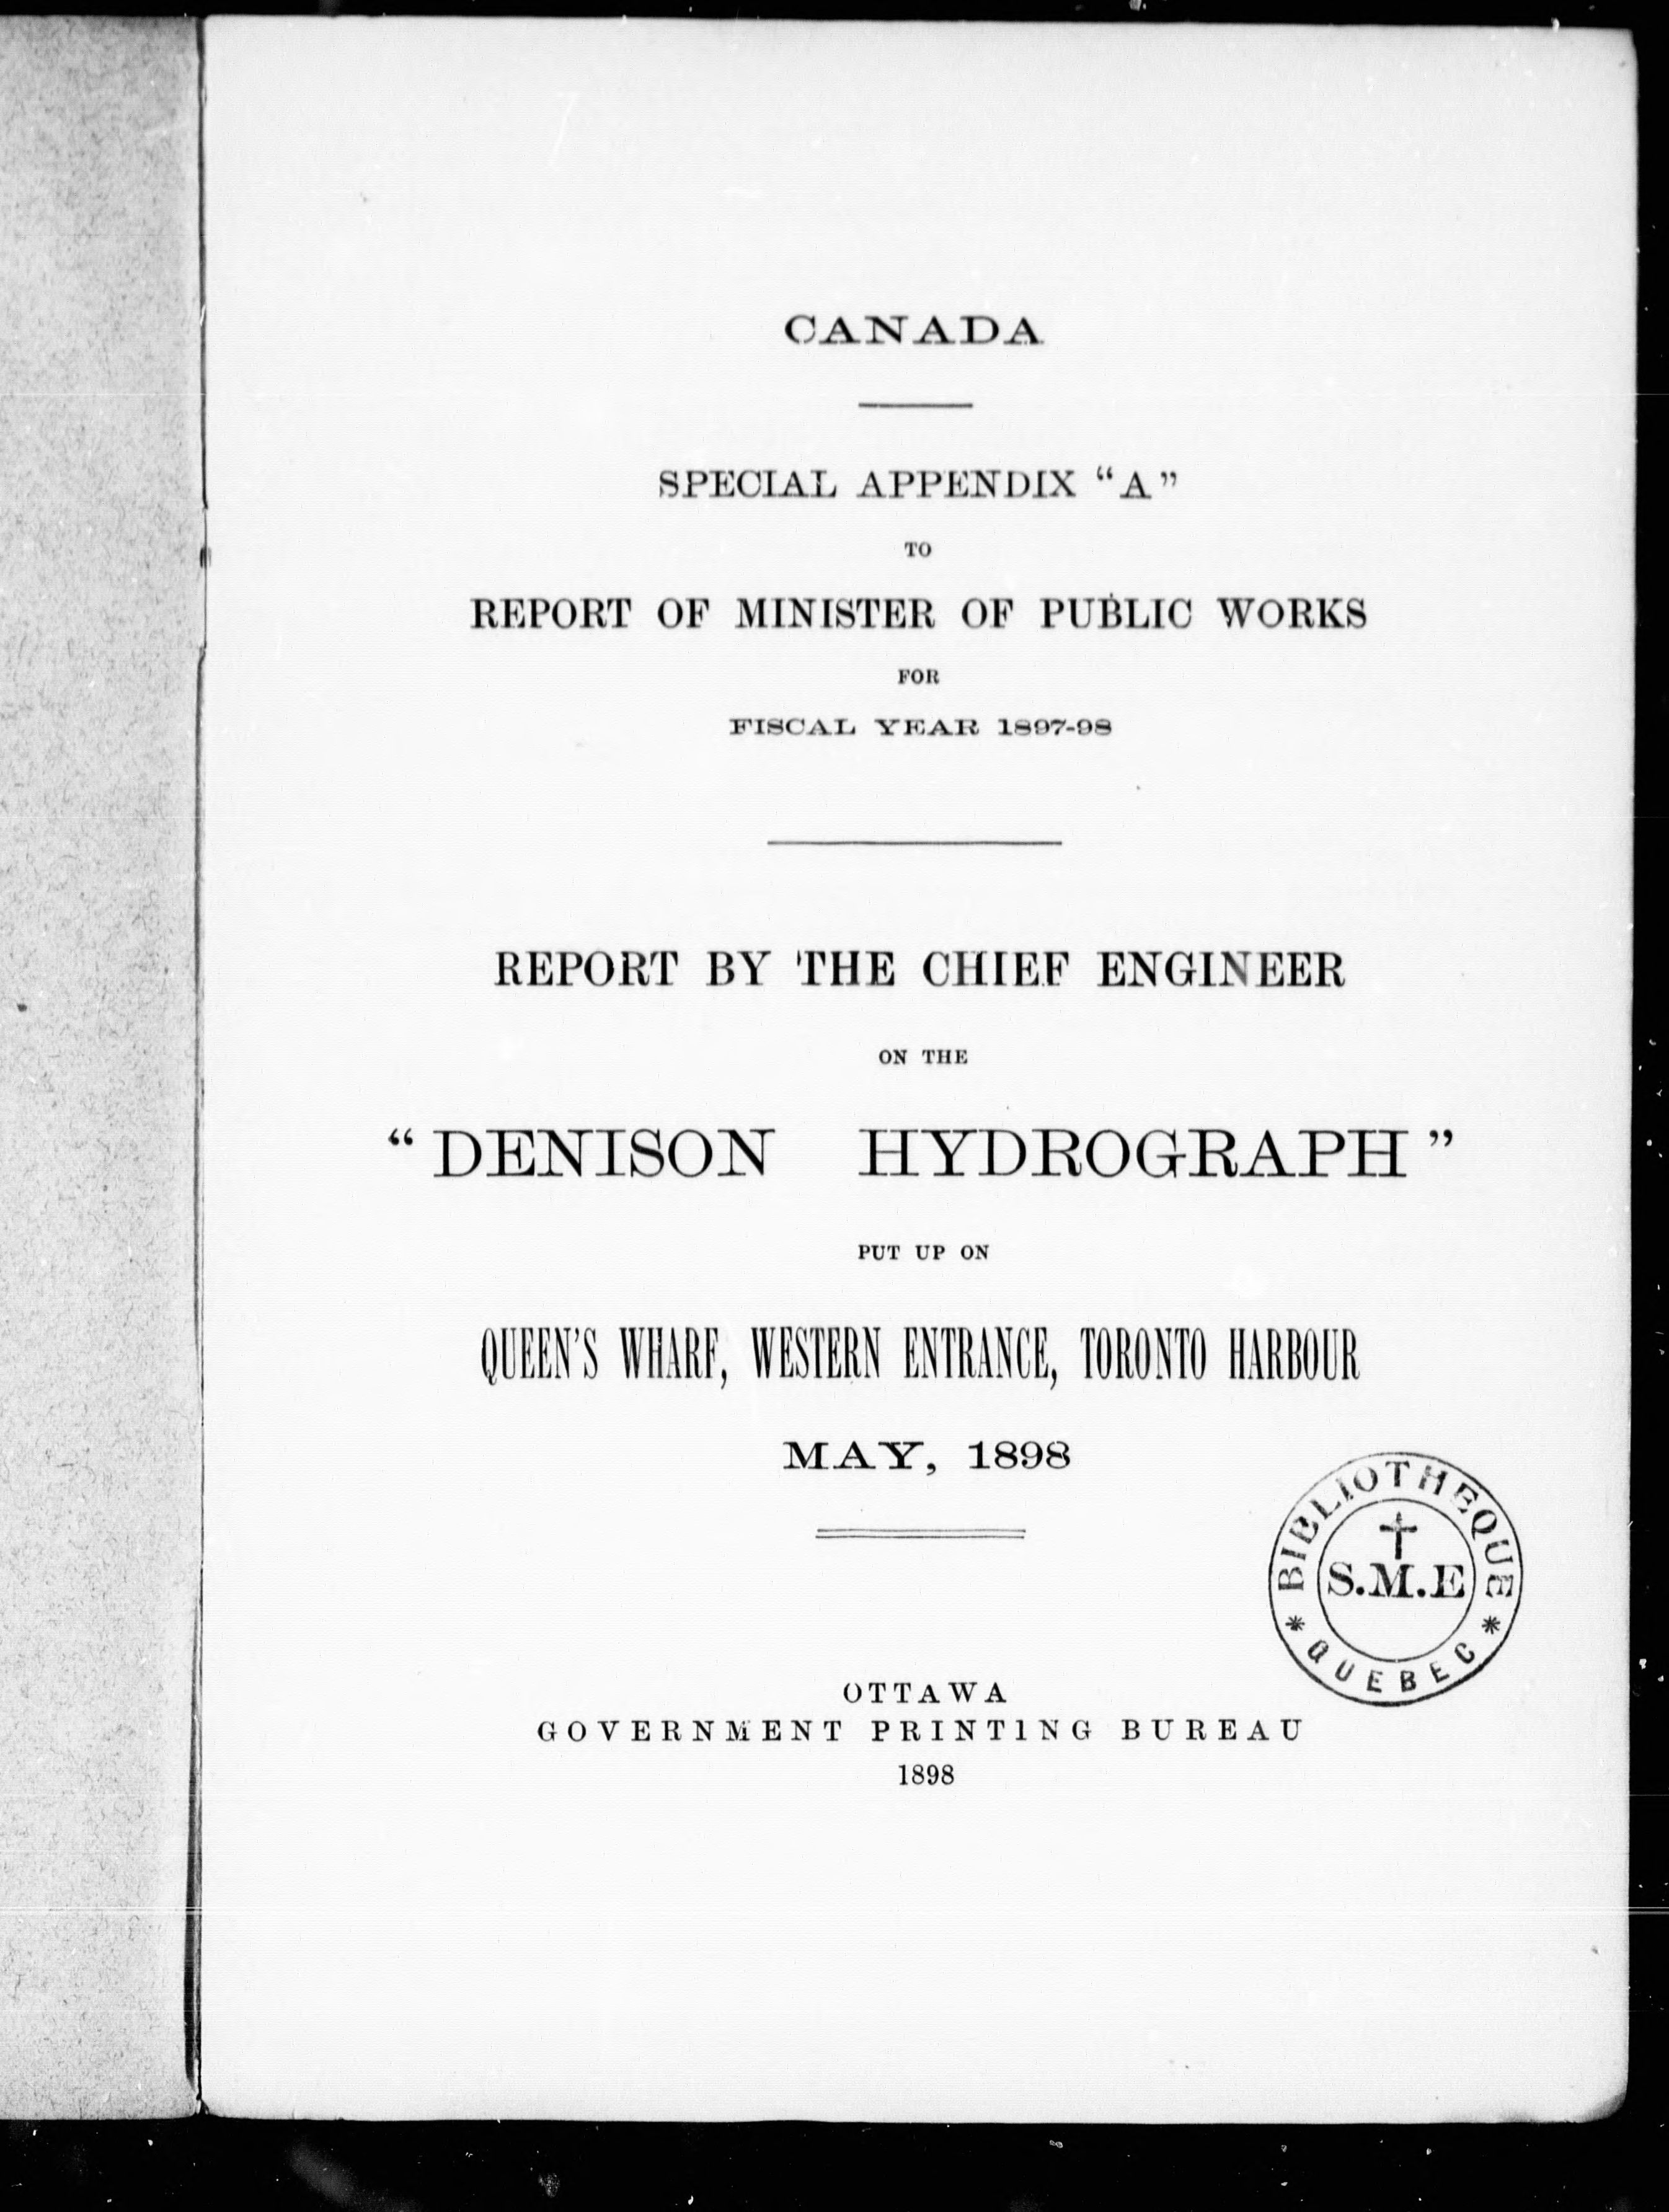 CANADA
SPECIAL APPENDIX “A”
TO
REPORT OF MINISTER OF PUBLIC WORKS
FOR
FISCAL YEAR 1897-98
REPORT BY THE CHIEF ENGINEER
ON THE
“DENISON HYDROGRAPH”
PUT UP ON
QUEEN'S WHARF, WESTERN ENTRANCE, TORONTO HARBOUR
MAY, 1898
BIBLIOTHEQUE
S.M.E
* QUEBEC *
OTTAWA
GOVERNMENT PRINTING BUREAU
1898